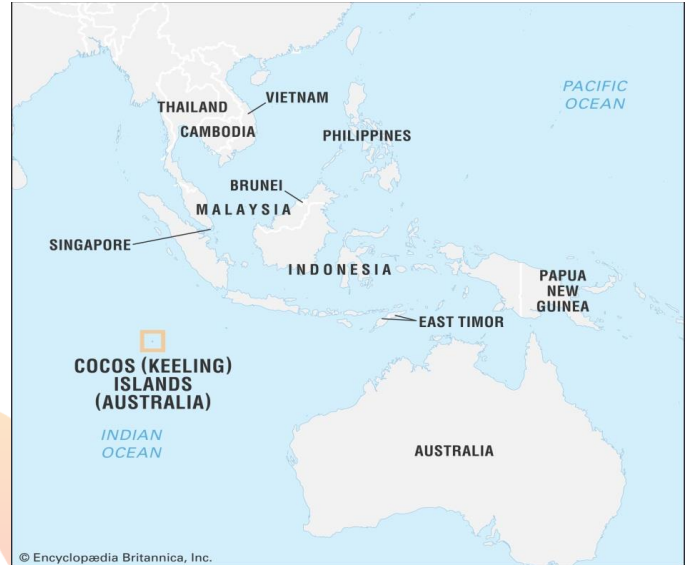 PACIFIC
OCEAN
VIETNAM
THAILAND
CAMBODIA
PHILIPPINES
BRUNEI
MALAYSIA
SINGAPORE
INDONESIA
PAPUA
NEW
GUINEA
EAST TIMOR
COCOS (KEELING)
ISLANDS
(AUSTRALIA)
INDIAN
OCEAN
AUSTRALIA
© Encyclopædia Britannica, Inc.